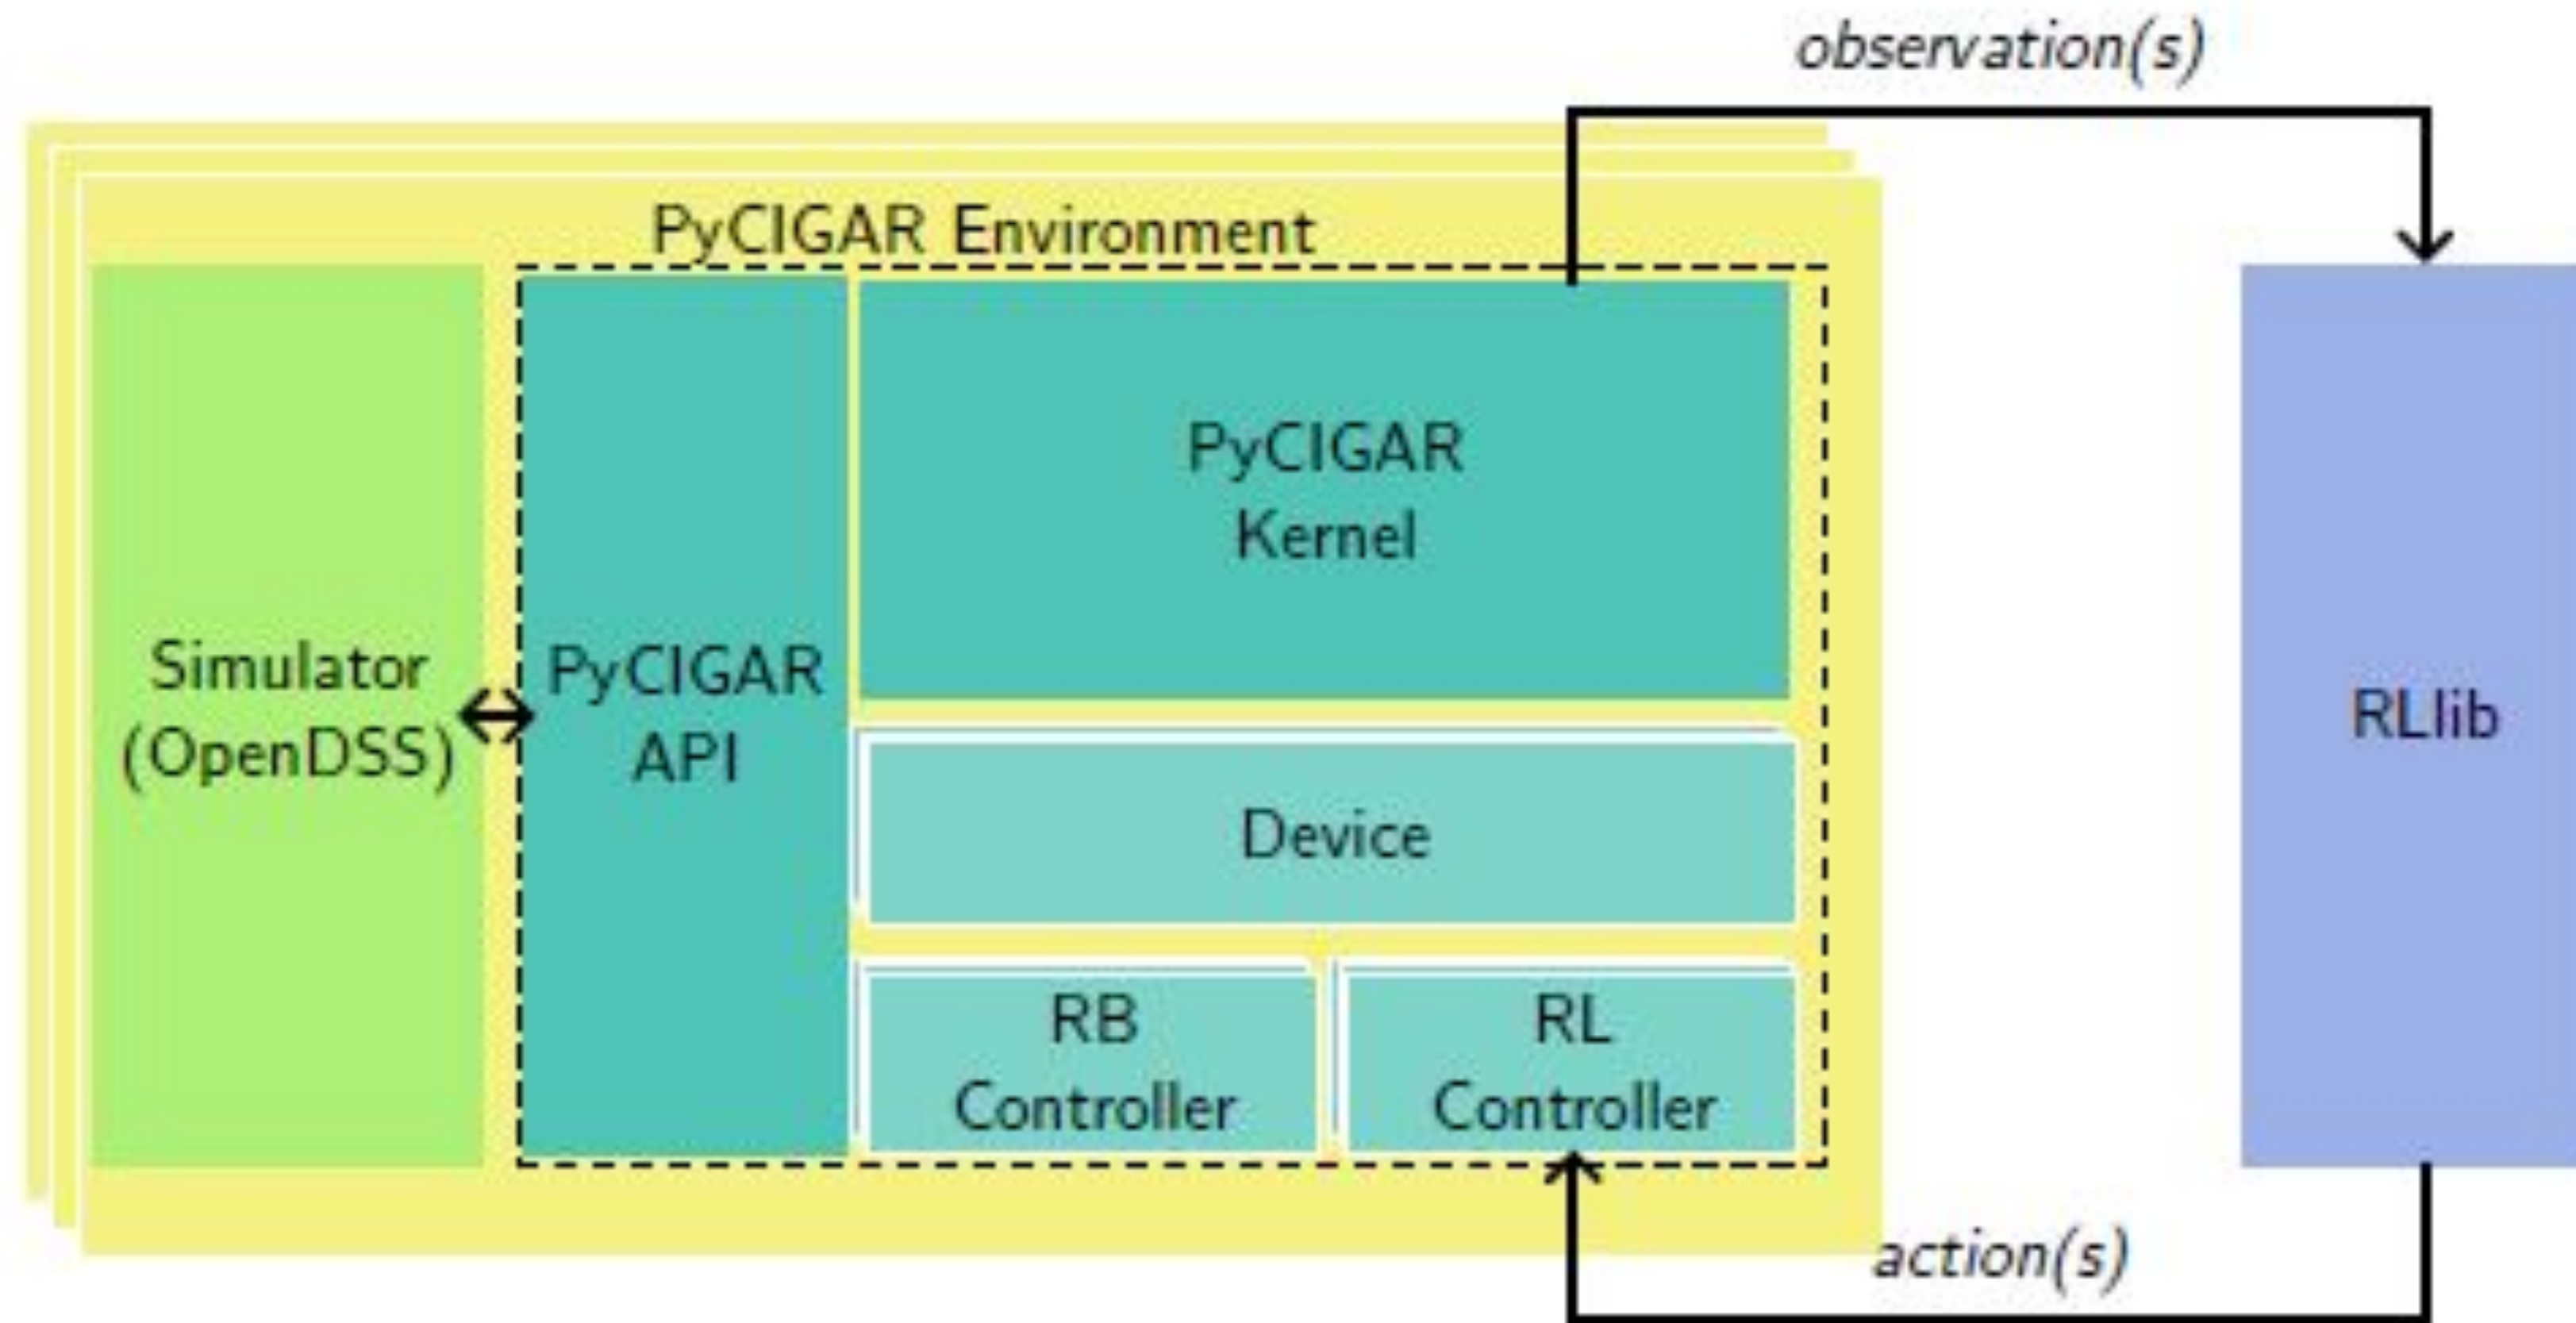 observation(s)
PyCIGAR Environment
Simulator
(OpenDSS)
PyCIGAR
API
PyCIGAR
Kernel
Device
RB
Controller
RL
Controller
RLlib
action(s)